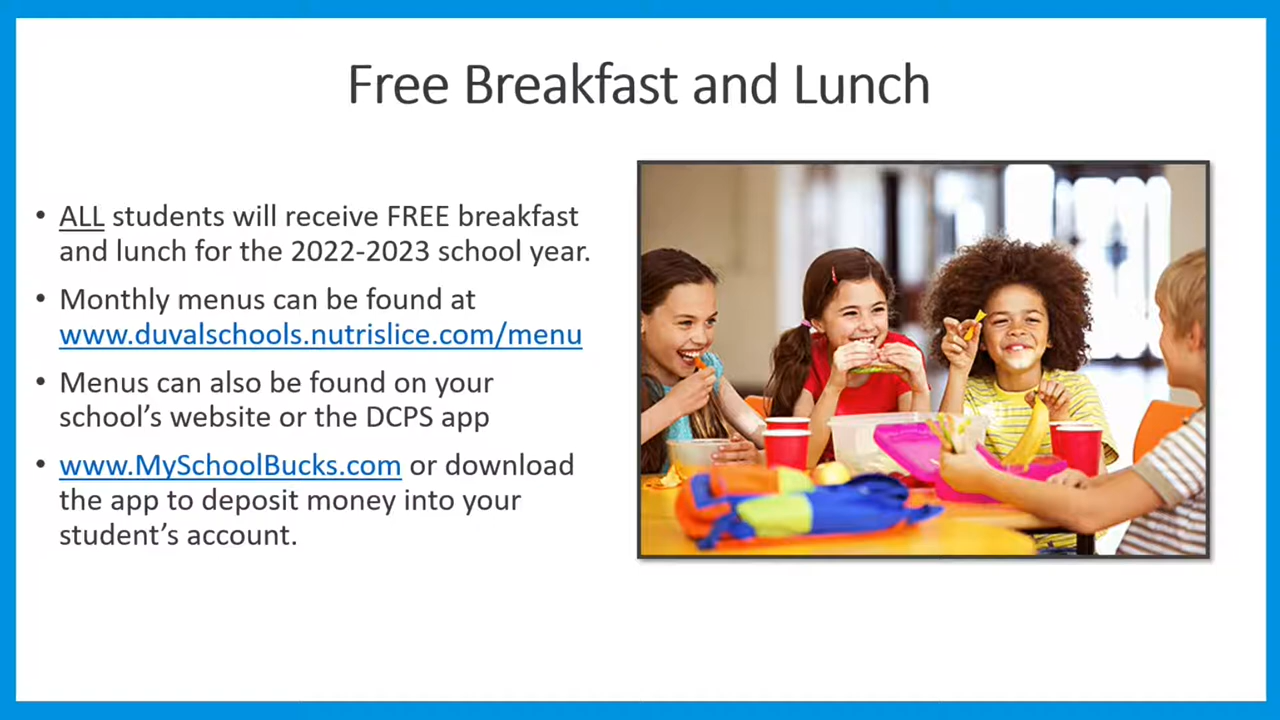 Free Breakfast and Lunch
• ALL students will receive FREE breakfast
and lunch for the 2022-2023 school year.
• Monthly menus can be found at
www.duvalschools.nutrislice.com/menu
• Menus can also be found on your
school’s website or the DCPS app
• www.MySchoolBucks.com or download
the app to deposit money into your
student’s account.